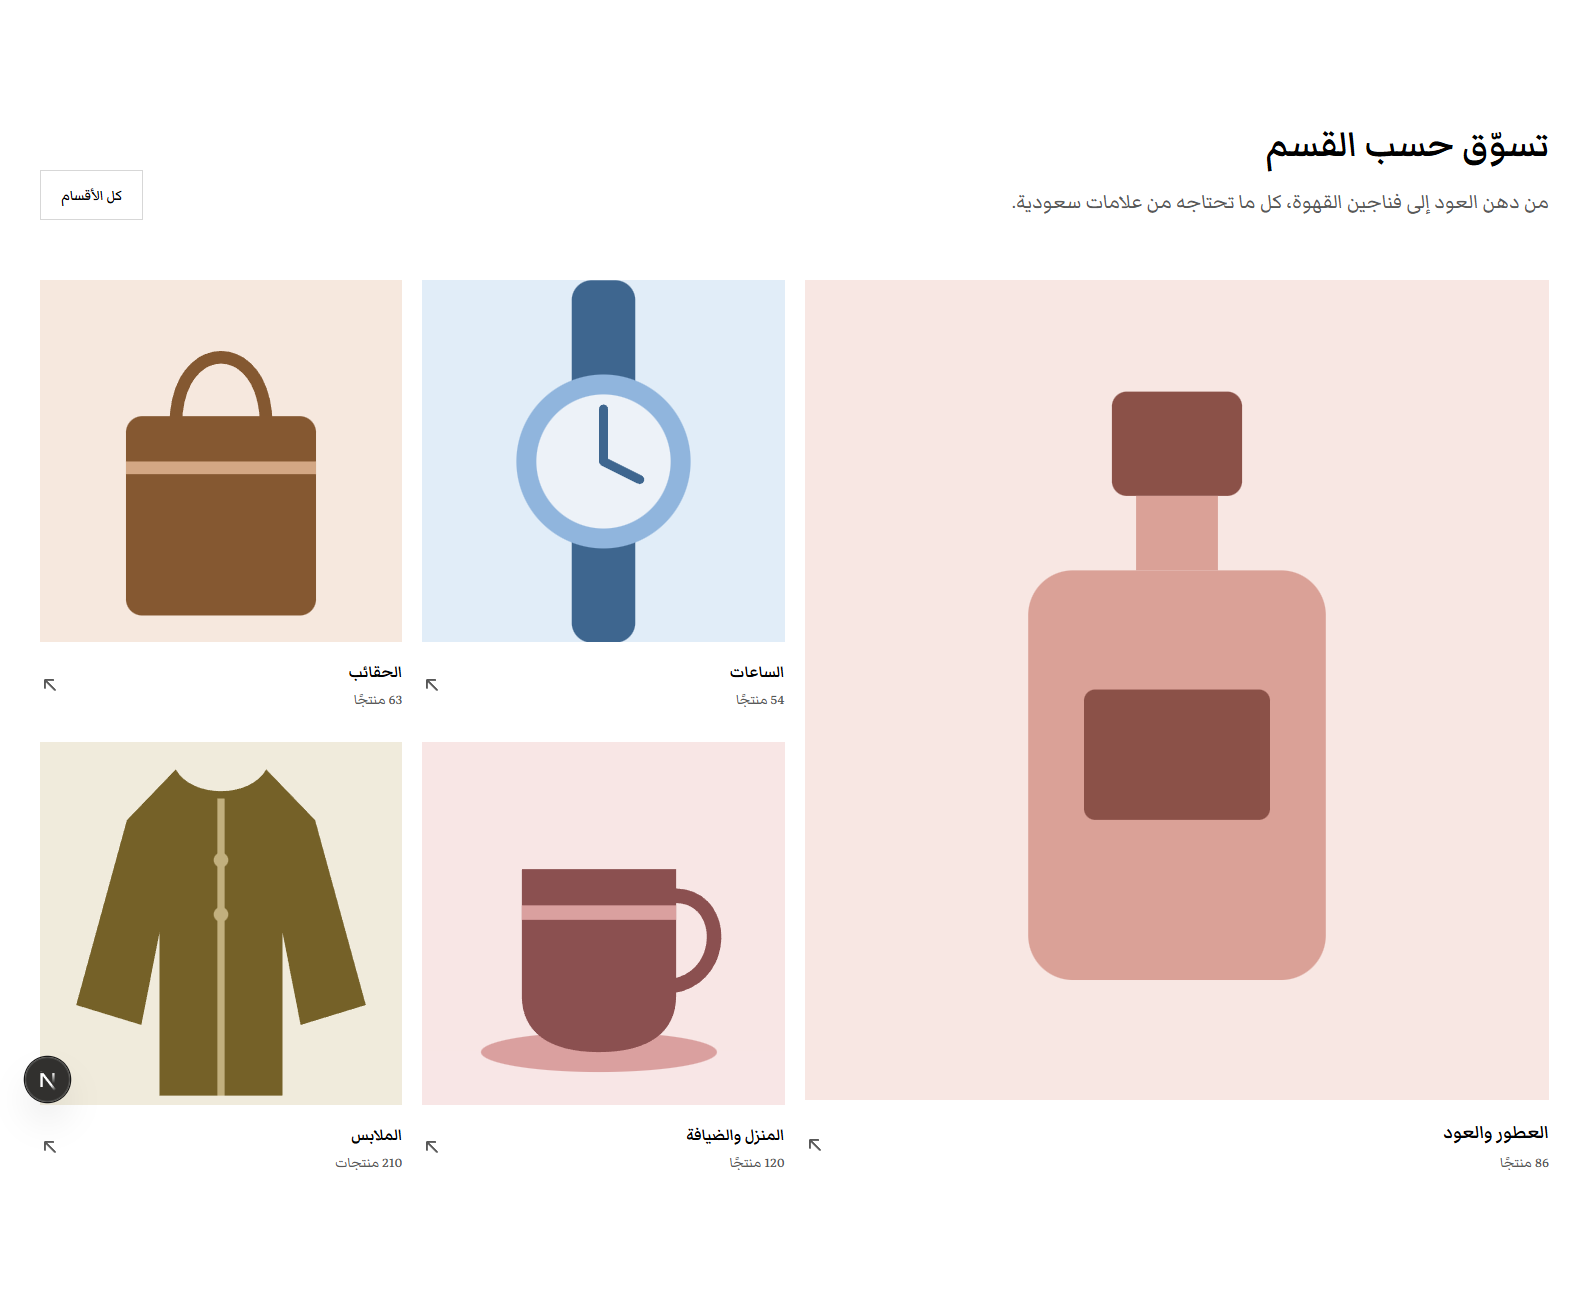 تسوّق حسب القسم
من دهن العود إلى فناجين القهوة، كل ما تحتاجه من علامات سعودية.
كل الأقسام
العطور والعود
86 منتجًا
الساعات
54 منتجًا
الحقائب
63 منتجًا
المنزل والضيافة
120 منتجًا
الملابس
210 منتجات
N